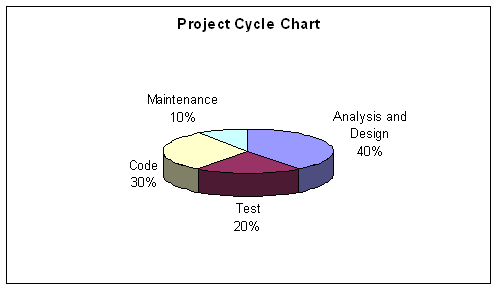 Project Cycle Chart
Maintenance
10%
Analysis and
Design
40%
Code
30%
Test
20%